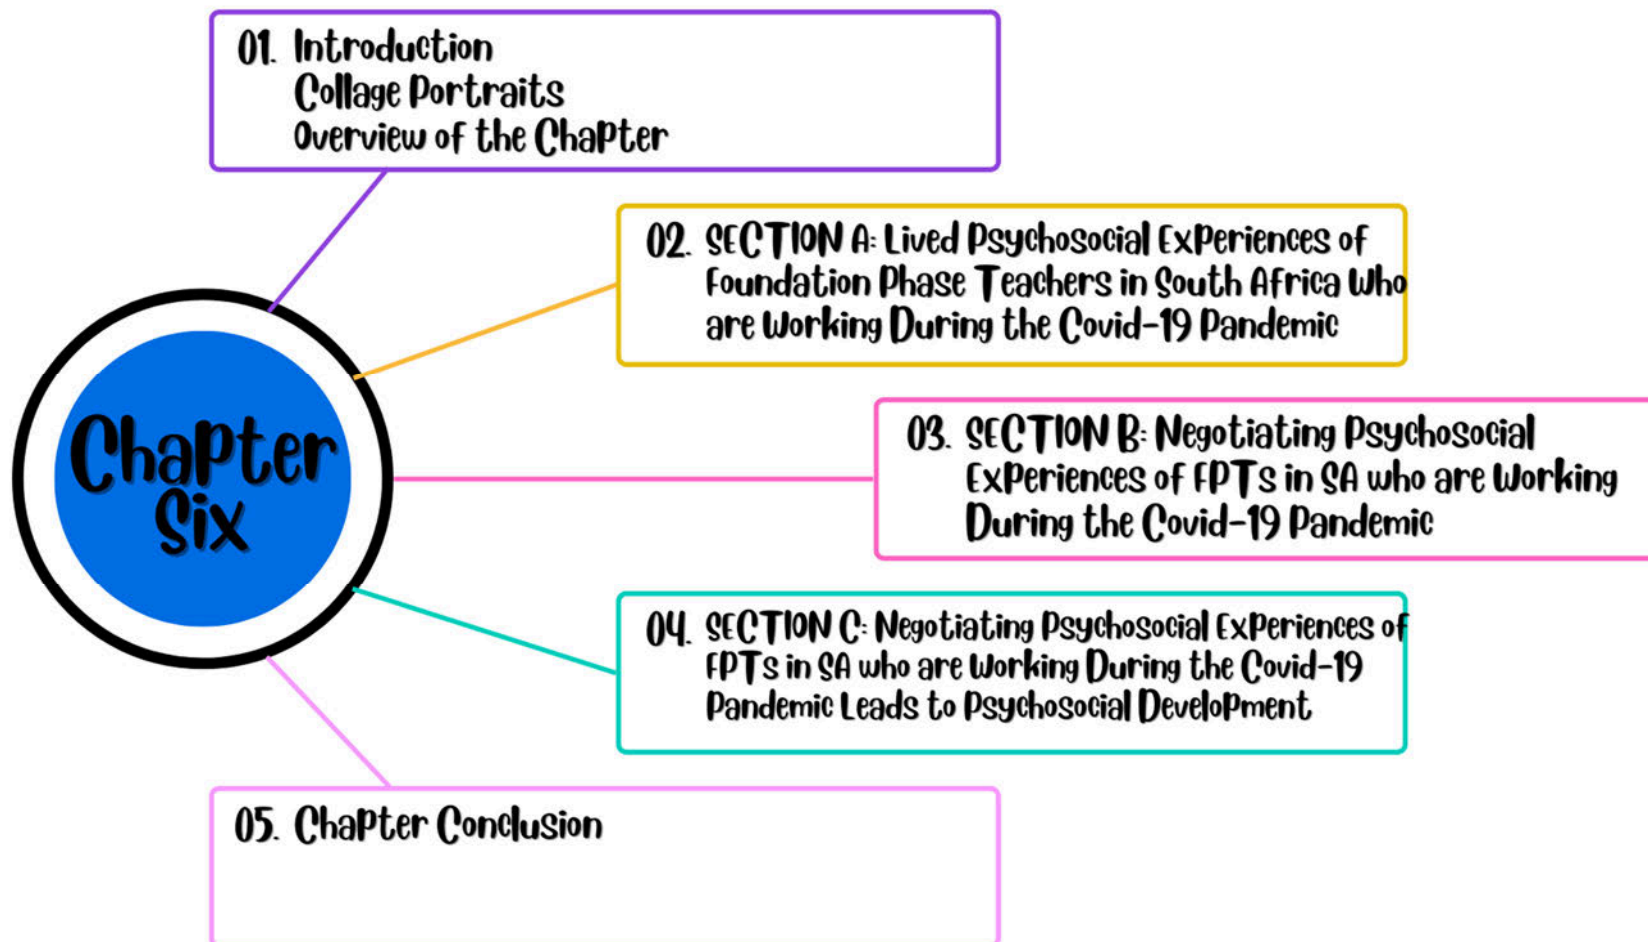 01. Introduction
Collage Portraits
Overview of the Chapter
02. SECTION A: Lived Psychosocial Experiences of
Foundation Phase Teachers in South Africa Who
are Working During the Covid-19 Pandemic
Chapter
Six
03. SECTION B: Negotiating Psychosocial
Experiences of FPTs in SA who are Working
During the Covid-19 Pandemic
04. SECTION C: Negotiating Psychosocial Experiences of
FPTs in SA who are Working During the Covid-19
Pandemic Leads to Psychosocial Development
05. Chapter Conclusion